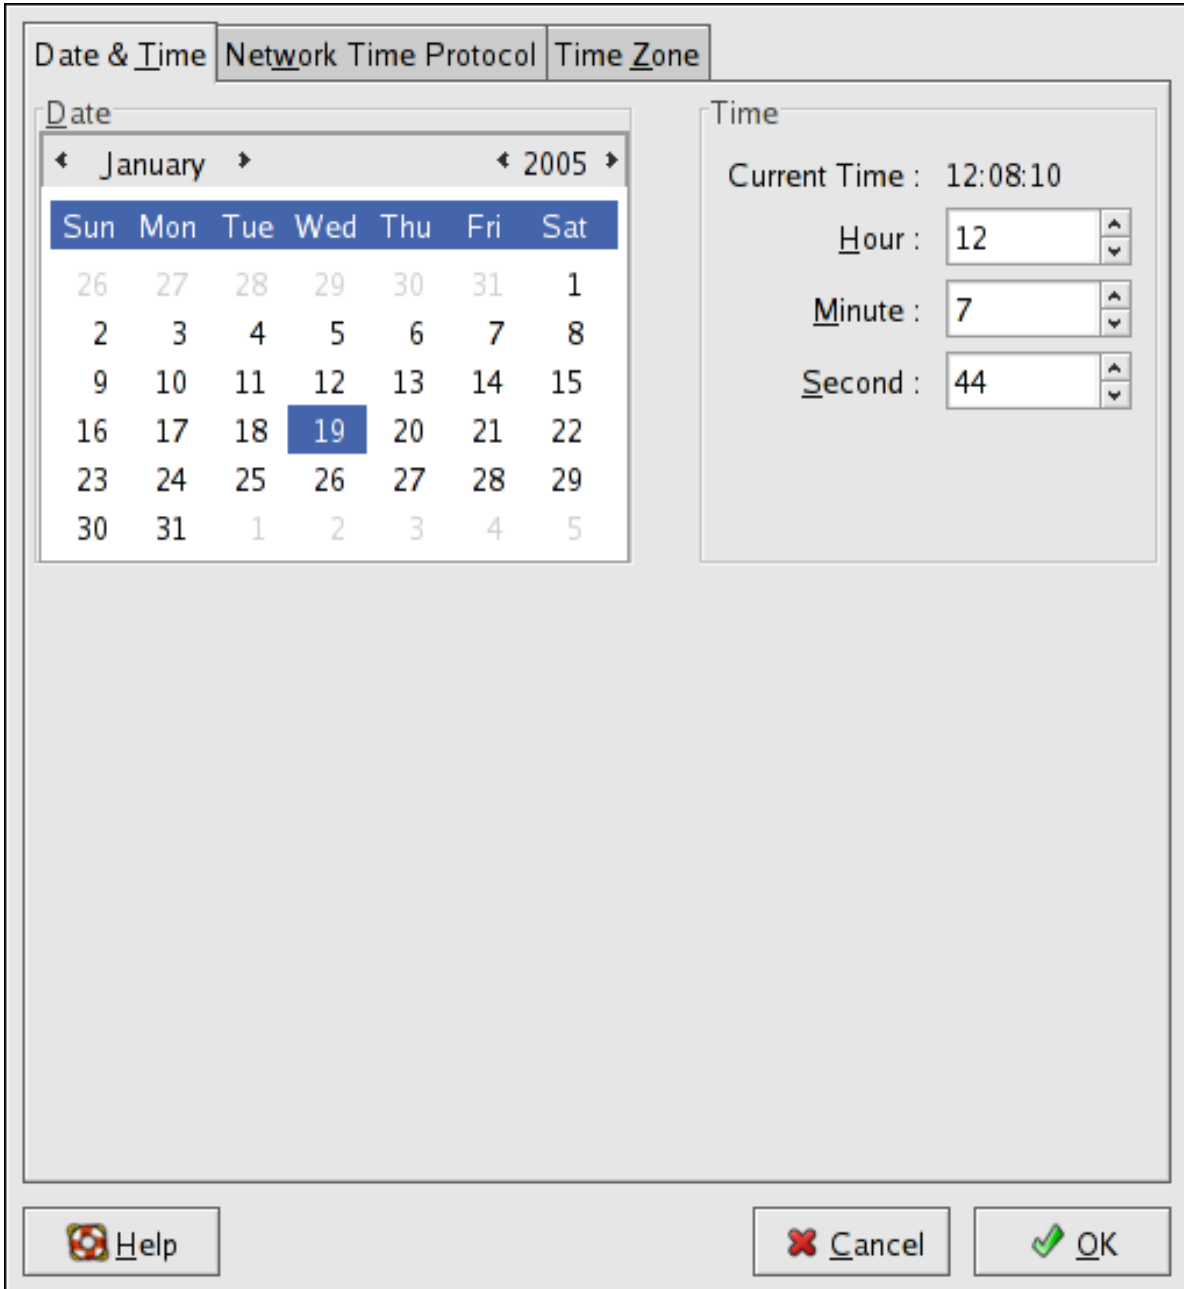 Date & Time Network Time Protocol Time Zone
Date
January 2005
Sun Mon Tue Wed Thu Fri Sat
26 27 28 29 30 31 1
2 3 4 5 6 7 8
9 10 11 12 13 14 15
16 17 18 19 20 21 22
23 24 25 26 27 28 29
30 31 1 2 3 4 5
Time
Current Time : 12:08:10
Hour : 12
Minute : 7
Second : 44
Help Cancel OK